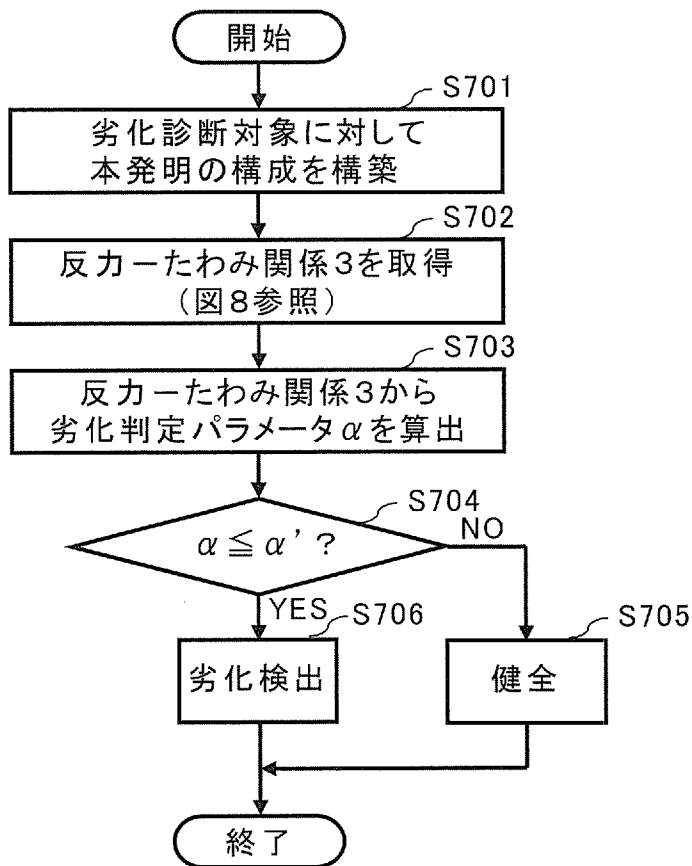 開始
S701
劣化診断対象に対して
本発明の構成を構築
S702
反力－たわみ関係3を取得
(図8参照)
S703
反力－たわみ関係3から
劣化判定パラメータαを算出
S704
α≦α'?
NO
YES
S706
S705
劣化検出
健全
終了